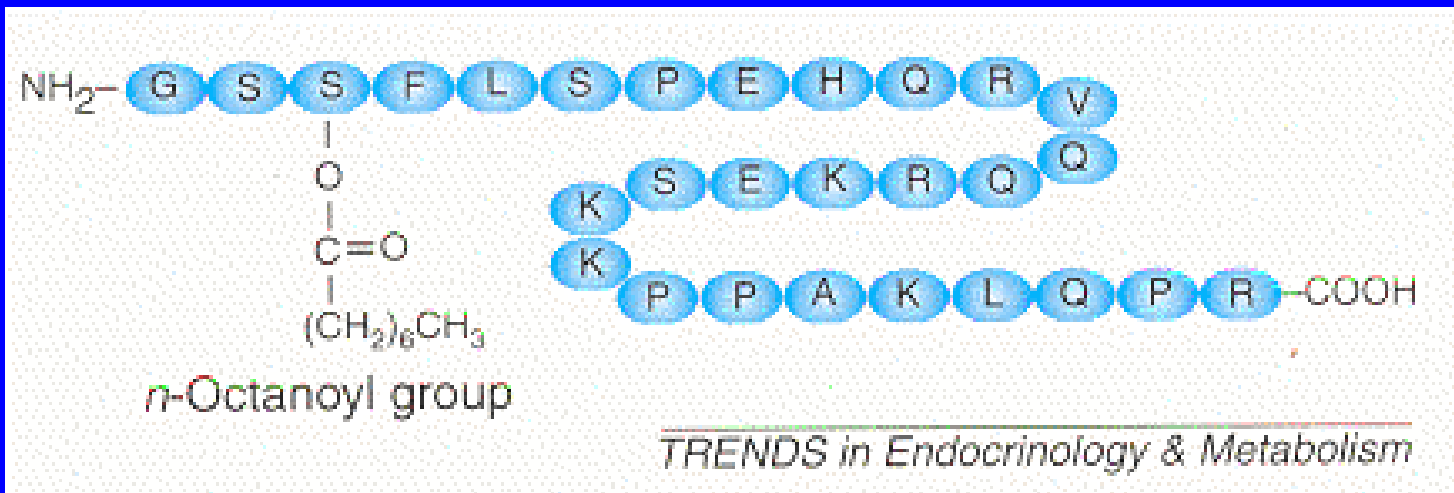 NH2– G S S F L S P E H Q R
V
O
Q
S E K R Q
K
C=O
K
P P A K L Q P R –COOH
(CH2)6CH3
n-Octanoyl group
TRENDS in Endocrinology & Metabolism